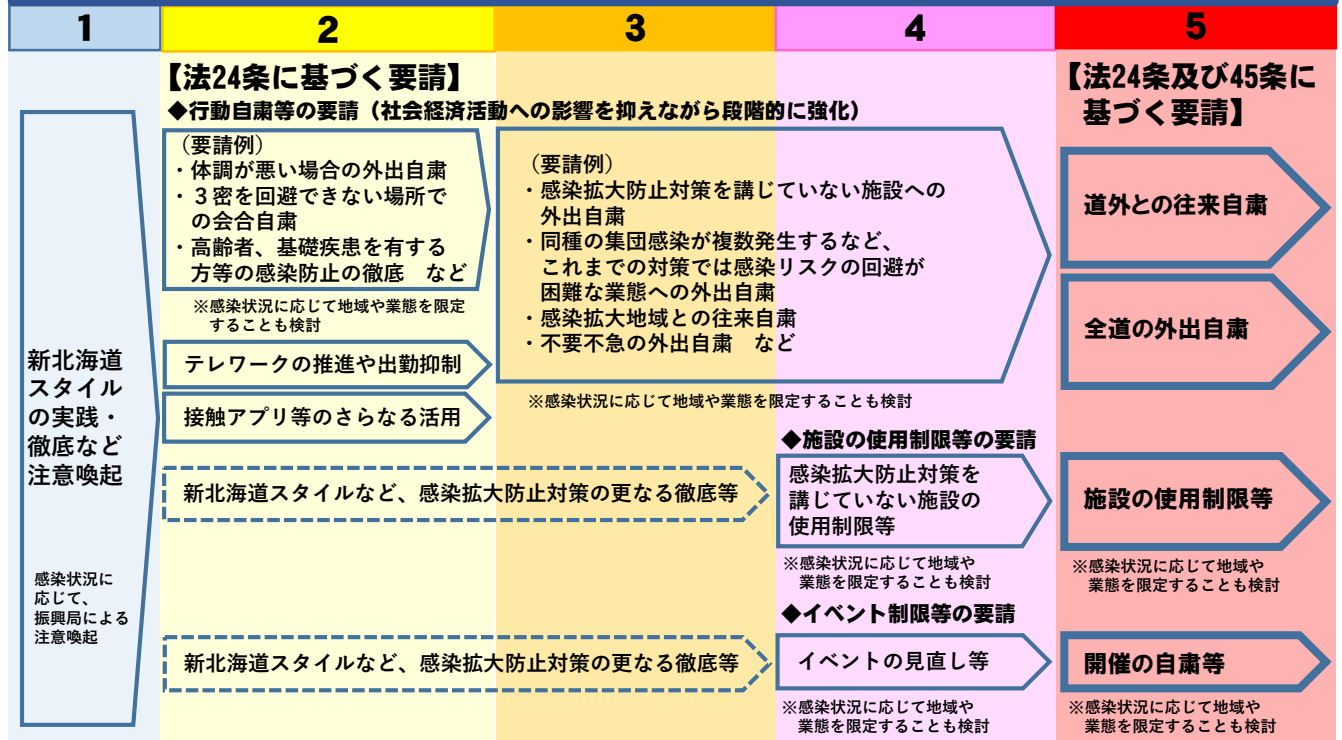 1
2
3
4
5
新北海道
スタイル
の実践・
徹底など
注意喚起
感染状況に
応じて、
振興局による
注意喚起
【法24条に基づく要請】
◆行動自粛等の要請（社会経済活動への影響を抑えながら段階的に強化）
（要請例）
・体調が悪い場合の外出自粛
・３密を回避できない場所で
の会合自粛
・高齢者、基礎疾患を有する
方等の感染防止の徹底　など
※感染状況に応じて地域や業態を限定
することも検討
テレワークの推進や出勤抑制
接触アプリ等のさらなる活用
（要請例）
・感染拡大防止対策を講じていない施設への
外出自粛
・同種の集団感染が複数発生するなど、
これまでの対策では感染リスクの回避が
困難な業態への外出自粛
・感染拡大地域との往来自粛
・不要不急の外出自粛　など
※感染状況に応じて地域や業態を限定することも検討
新北海道スタイルなど、感染拡大防止対策の更なる徹底等
◆施設の使用制限等の要請
感染拡大防止対策を
講じていない施設の
使用制限等
※感染状況に応じて地域や
業態を限定することも検討
新北海道スタイルなど、感染拡大防止対策の更なる徹底等
◆イベント制限等の要請
イベントの見直し等
※感染状況に応じて地域や
業態を限定することも検討
【法24条及び45条に
基づく要請】
道外との往来自粛
全道の外出自粛
施設の使用制限等
※感染状況に応じて地域や
業態を限定することも検討
開催の自粛等
※感染状況に応じて地域や
業態を限定することも検討